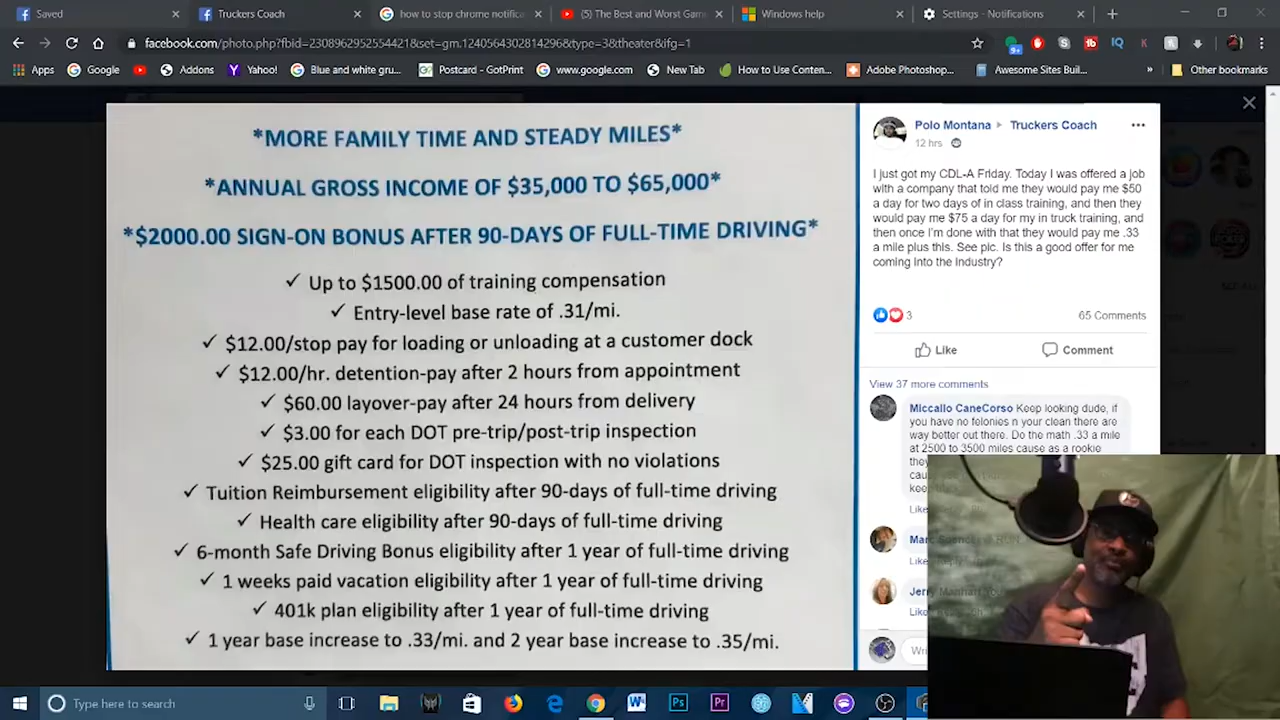 Saved
Truckers Coach
how to stop chrome notifica
(5) The Best and Worst Game
Windows help
Settings - Notifications
facebook.com/photo.php?fbid=2308962952554421&set=gm.1240564302814296&type=3&theater&ifg=1
Apps
Google
Addons
Yahoo!
Blue and white gru...
Postcard - GotPrint
www.google.com
New Tab
How to Use Conten...
Adobe Photoshop...
Awesome Sites Buil...
»
Other bookmarks
*MORE FAMILY TIME AND STEADY MILES*
*ANNUAL GROSS INCOME OF $35,000 TO $65,000*
*$2000.00 SIGN-ON BONUS AFTER 90-DAYS OF FULL-TIME DRIVING*
✓ Up to $1500.00 of training compensation
✓ Entry-level base rate of .31/mi.
✓ $12.00/stop pay for loading or unloading at a customer dock
✓ $12.00/hr. detention-pay after 2 hours from appointment
✓ $60.00 layover-pay after 24 hours from delivery
✓ $3.00 for each DOT pre-trip/post-trip inspection
✓ $25.00 gift card for DOT inspection with no violations
✓ Tuition Reimbursement eligibility after 90-days of full-time driving
✓ Health care eligibility after 90-days of full-time driving
✓ 6-month Safe Driving Bonus eligibility after 1 year of full-time driving
✓ 1 weeks paid vacation eligibility after 1 year of full-time driving
✓ 401k plan eligibility after 1 year of full-time driving
✓ 1 year base increase to .33/mi. and 2 year base increase to .35/mi.
Polo Montana ▸ Truckers Coach
12 hrs
I just got my CDL-A Friday. Today I was offered a job
with a company that told me they would pay me $50
a day for two days of in class training, and then they
would pay me $75 a day for my in truck training, and
then once I'm done with that they would pay me .33
a mile plus this. See pic. Is this a good offer for me
coming into the industry?
3
65 Comments
Like
Comment
View 37 more comments
Miccallo CaneCorso Keep looking dude, if
you have no felonies n your clean there are
way better out there. Do the math .33 a mile
at 2500 to 3500 miles cause as a rookie
they
keep
Like
Like
Jerry
Like
Type here to search